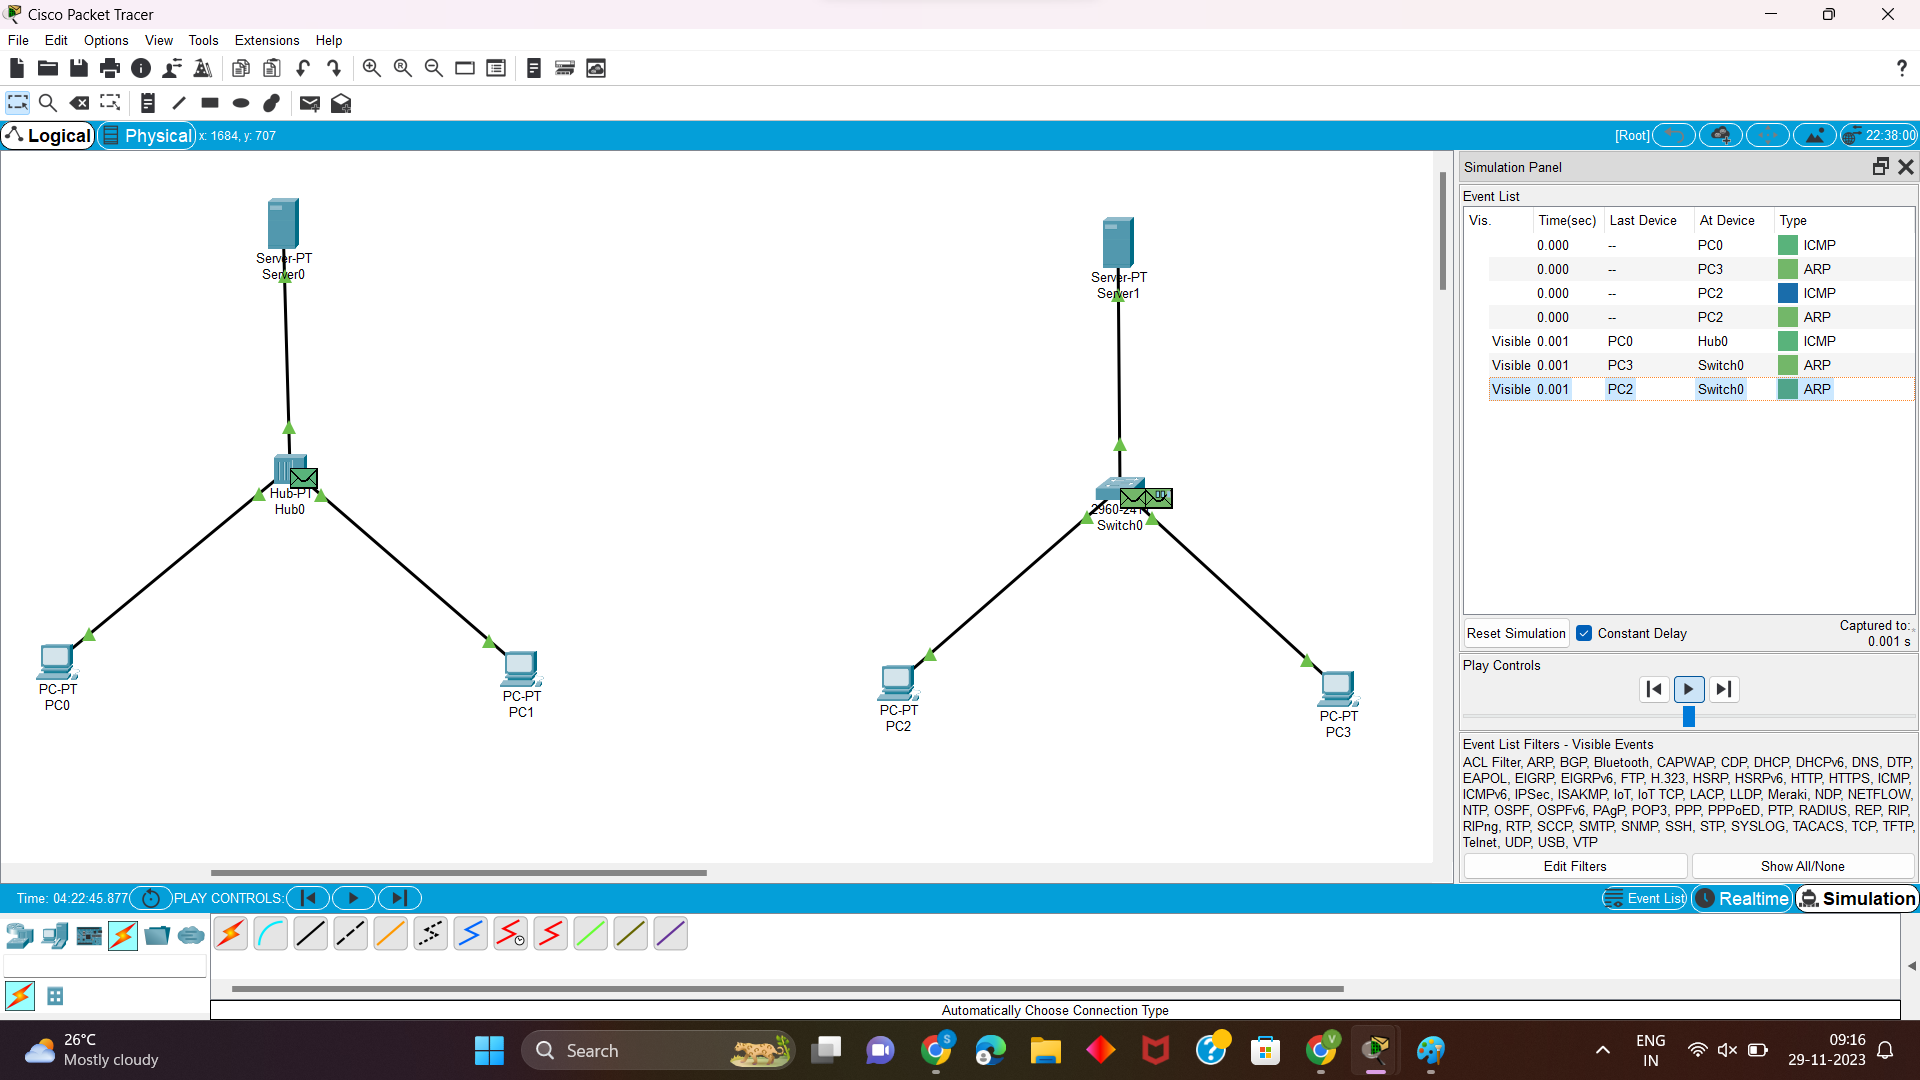 Cisco Packet Tracer
File Edit Options View Tools Extensions Help
?
Logical Physical x: 1684, y: 707 [Root] 22:38:00
Simulation Panel
Event List
Vis. Time(sec) Last Device At Device Type
0.000 -- PC0 ICMP
0.000 -- PC3 ARP
0.000 -- PC2 ICMP
0.000 -- PC2 ARP
Visible 0.001 PC0 Hub0 ICMP
Visible 0.001 PC3 Switch0 ARP
Visible 0.001 PC2 Switch0 ARP
Reset Simulation Constant Delay Captured to:
0.001 s
Play Controls
Event List Filters - Visible Events
ACL Filter, ARP, BGP, Bluetooth, CAPWAP, CDP, DHCP, DHCPv6, DNS, DTP,
EAPOL, EIGRP, EIGRPv6, FTP, H.323, HSRP, HSRPv6, HTTP, HTTPS, ICMP,
ICMPv6, IPSec, ISAKMP, IoT, IoT TCP, LACP, LLDP, Meraki, NDP, NETFLOW,
NTP, OSPF, OSPFv6, PAgP, POP3, PPP, PPPoED, PTP, RADIUS, REP, RIP,
RIPng, RTP, SCCP, SMTP, SNMP, SSH, STP, SYSLOG, TACACS, TCP, TFTP,
Telnet, UDP, USB, VTP
Edit Filters Show All/None
Server-PT
Server0
Server-PT
Server1
Hub-PT
Hub0
Switch0
PC-PT
PC0
PC-PT
PC1
PC-PT
PC2
PC-PT
PC3
Time: 04:22:45.877 PLAY CONTROLS: Event List Realtime Simulation
Automatically Choose Connection Type
26°C
Mostly cloudy
Search
S
V
ENG
IN
09:16
29-11-2023